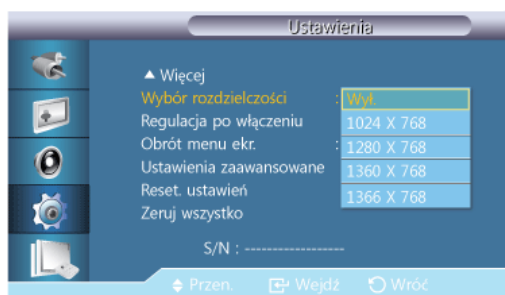 Ustawienia
▲ Więcej
Wybór rozdzielczości : Wył.
Regulacja po włączeniu 1024 X 768
Obrót menu ekr. : 1280 X 768
Ustawienia zaawansowane 1360 X 768
Reset. ustawień 1366 X 768
Zeruj wszystko
S/N : ------------------
Przen. Wejdź Wróć